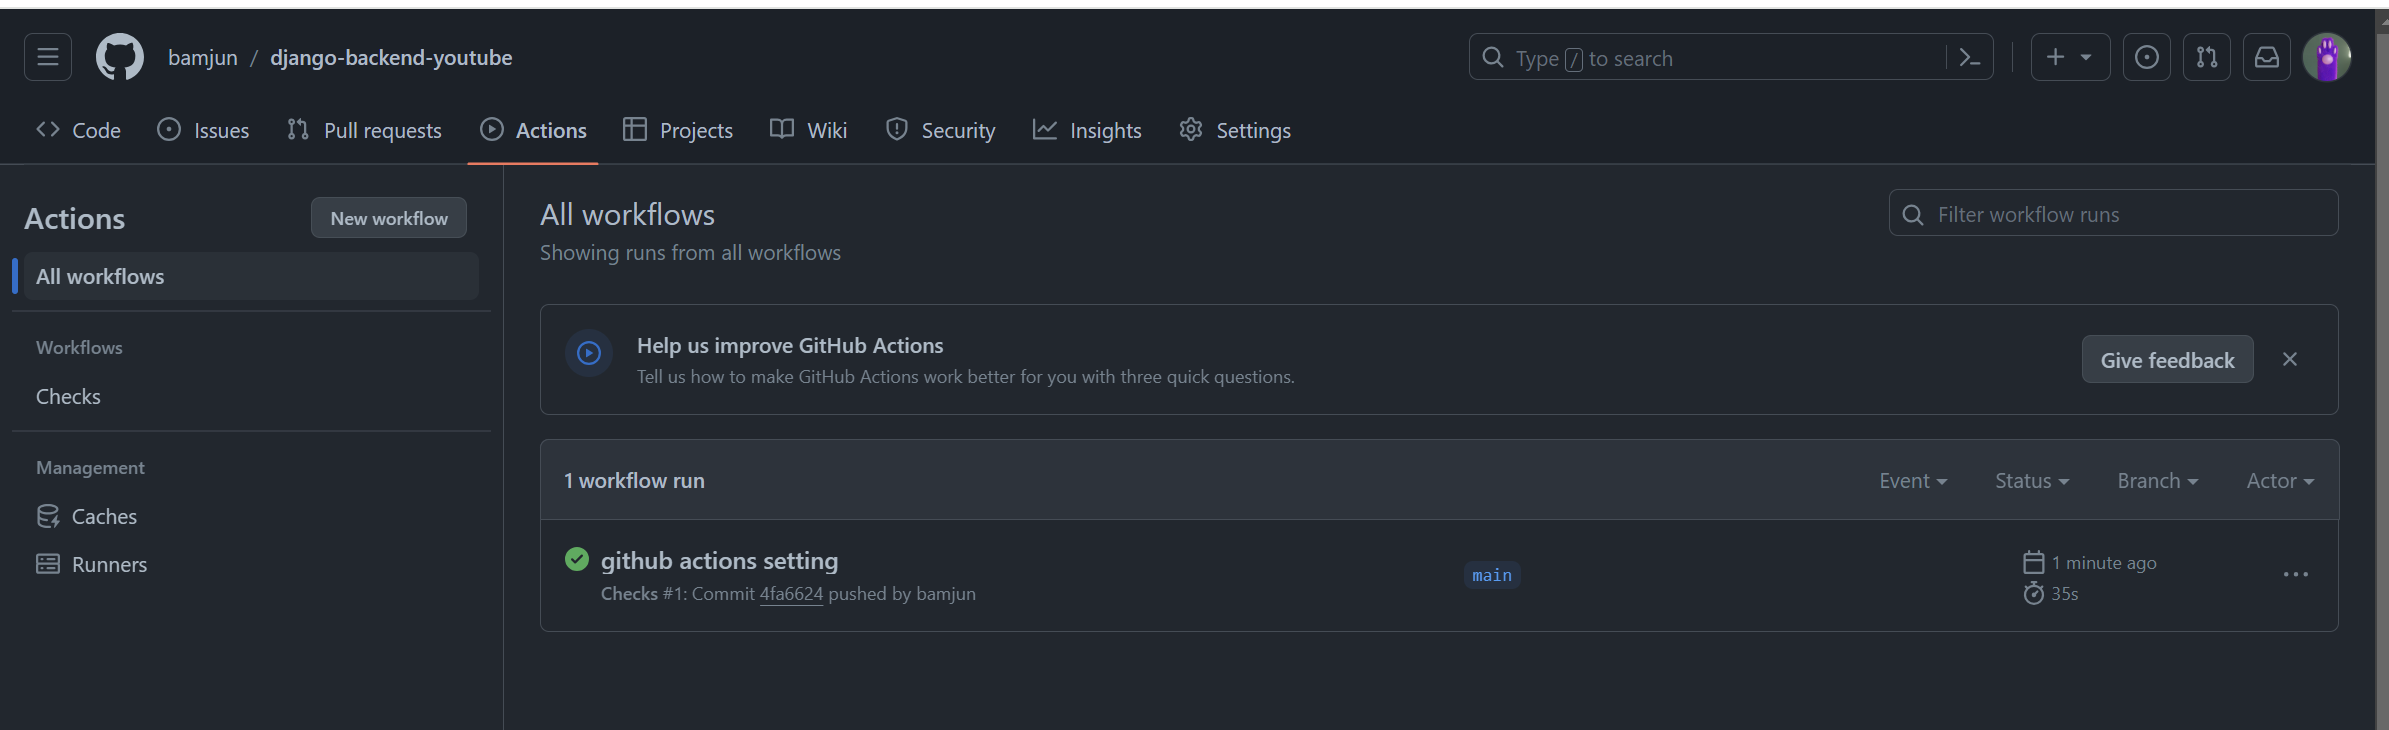 bamjun / django-backend-youtube
Type / to search
Code
Issues
Pull requests
Actions
Projects
Wiki
Security
Insights
Settings
Actions
New workflow
All workflows
Workflows
Checks
Management
Caches
Runners
All workflows
Showing runs from all workflows
Filter workflow runs
Help us improve GitHub Actions
Tell us how to make GitHub Actions work better for you with three quick questions.
Give feedback
1 workflow run
Event
Status
Branch
Actor
github actions setting
Checks #1: Commit 4fa6624 pushed by bamjun
main
1 minute ago
35s